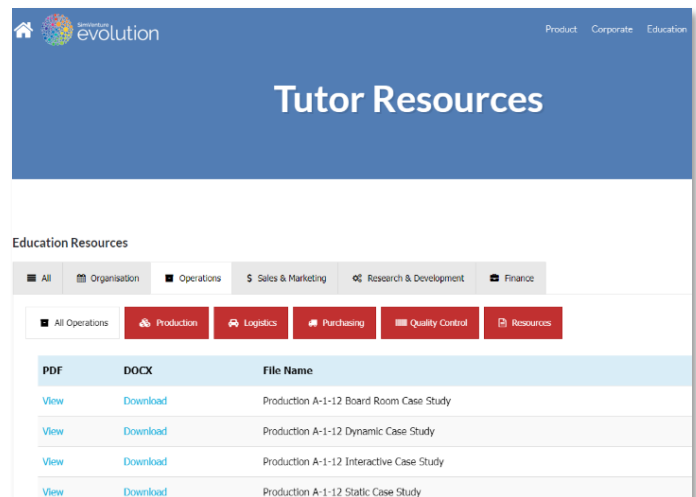 SimVenture
evolution
Product Corporate Education
Tutor Resources
Education Resources
All Organisation Operations $ Sales & Marketing Research & Development Finance
All Operations Production Logistics Purchasing Quality Control Resources
PDF DOCX File Name
View Download Production A-1-12 Board Room Case Study
View Download Production A-1-12 Dynamic Case Study
View Download Production A-1-12 Interactive Case Study
View Download Production A-1-12 Static Case Study